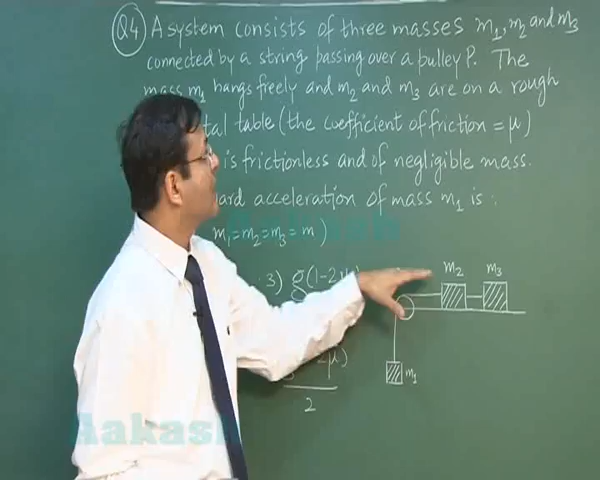 Q4 A system consists of three masses m1, m2 and m3
connected by a string passing over a pulley P. The
mass m1 hangs freely and m2 and m3 are on a rough
tal table (the coefficient of friction = μ)
is frictionless and of negligible mass.
ard acceleration of mass m1 is :
m1=m2=m3= m)
Aakash
3) g(1-2μ)
m2 m3
2μ)
2
m1
Aakash